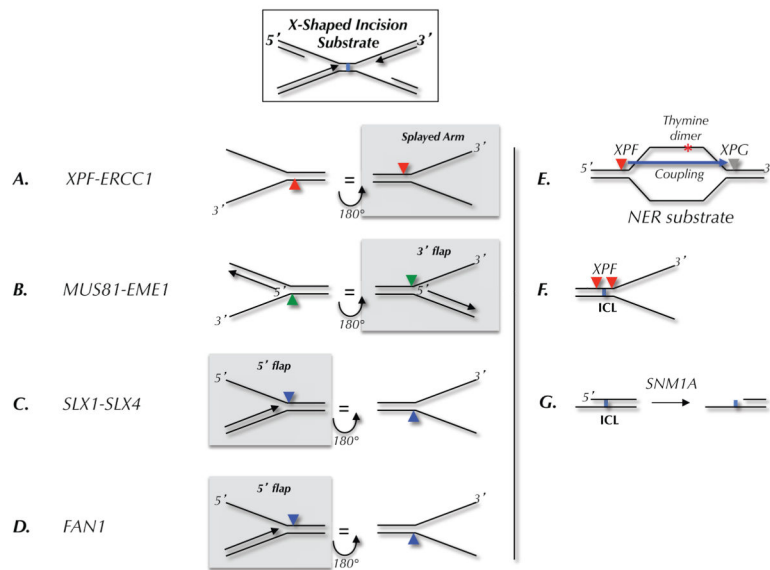 X-Shaped Incision
5' Substrate 3'
A. XPF-ERCC1
3'
=
180°
Splayed Arm
3'
B. MUS81-EME1
5'
3'
=
180°
3' flap
3'
5'
C. SLX1-SLX4
5' flap
5'
=
180°
3'
D. FAN1
5' flap
5'
=
180°
3'
E.
Thymine
dimer
XPF * XPG
5' Coupling 3
NER substrate
F.
XPF 3'
ICL
G.
5' SNM1A
ICL